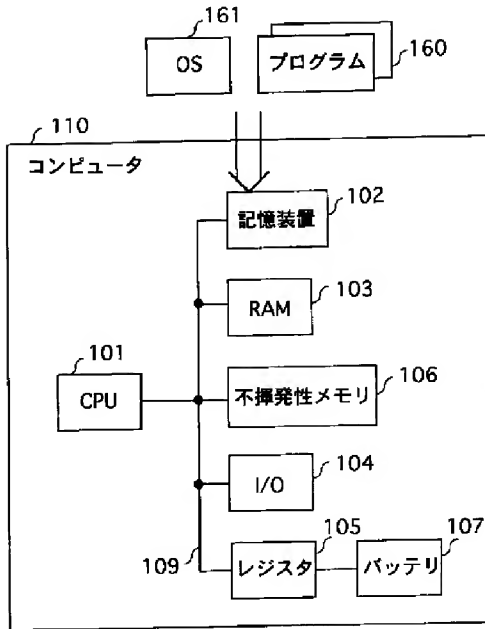 161
OS
プログラム
160
110
コンピュータ
102
記憶装置
103
RAM
101
CPU
106
不揮発性メモリ
104
I/O
109
105
レジスタ
107
バッテリ